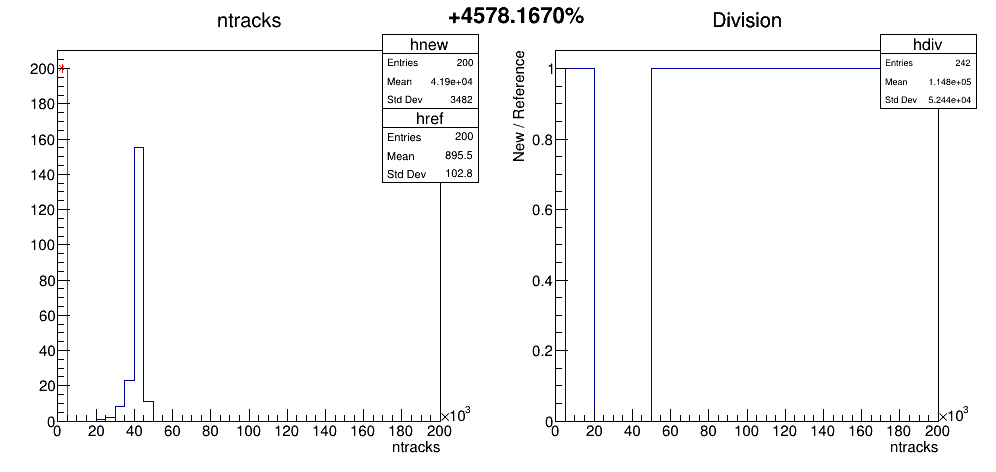 +4578.1670%
ntracks
hnew
Entries 200
Mean 4.19e+04
Std Dev 3482
href
Entries 200
Mean 895.5
Std Dev 102.8
200
180
160
140
120
100
80
60
40
20
0
0 20 40 60 80 100 120 140 160 180 200
×10³
ntracks
Division
hdiv
Entries 242
Mean 1.148e+05
Std Dev 5.244e+04
New / Reference
1
0.8
0.6
0.4
0.2
0
0 20 40 60 80 100 120 140 160 180 200
×10³
ntracks